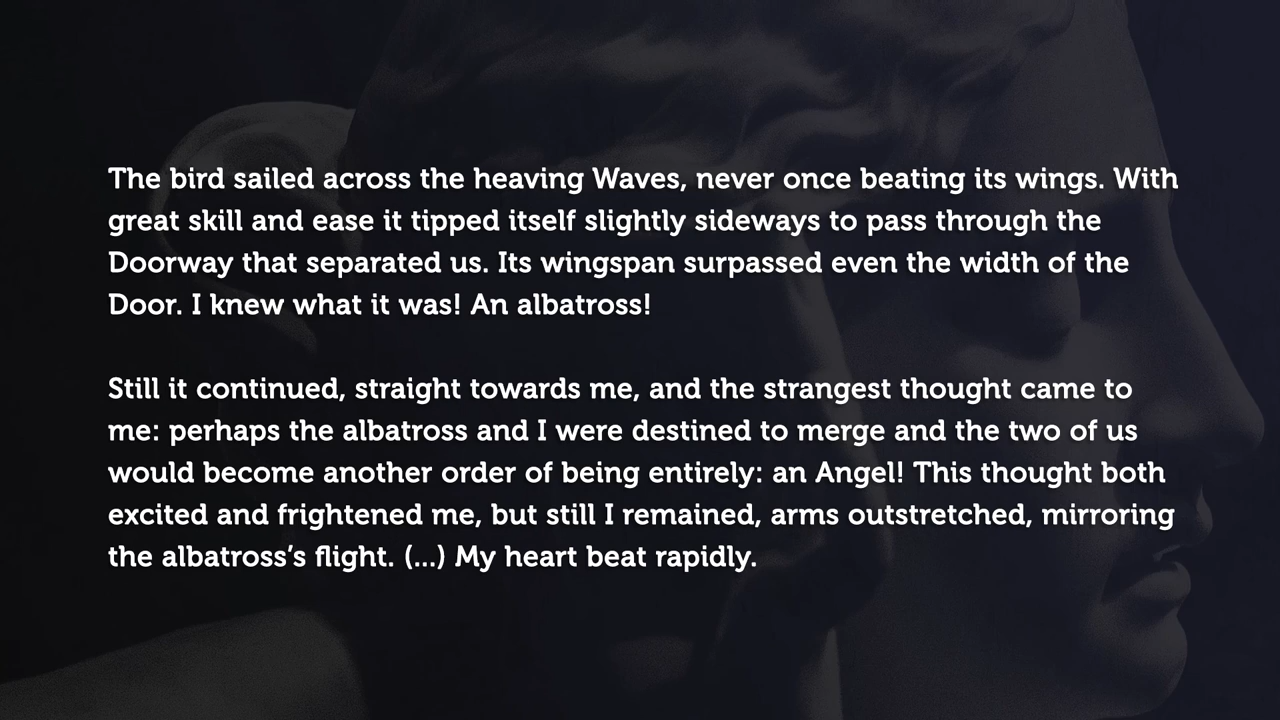 The bird sailed across the heaving Waves, never once beating its wings. With
great skill and ease it tipped itself slightly sideways to pass through the
Doorway that separated us. Its wingspan surpassed even the width of the
Door. I knew what it was! An albatross!
Still it continued, straight towards me, and the strangest thought came to
me: perhaps the albatross and I were destined to merge and the two of us
would become another order of being entirely: an Angel! This thought both
excited and frightened me, but still I remained, arms outstretched, mirroring
the albatross’s flight. (...) My heart beat rapidly.